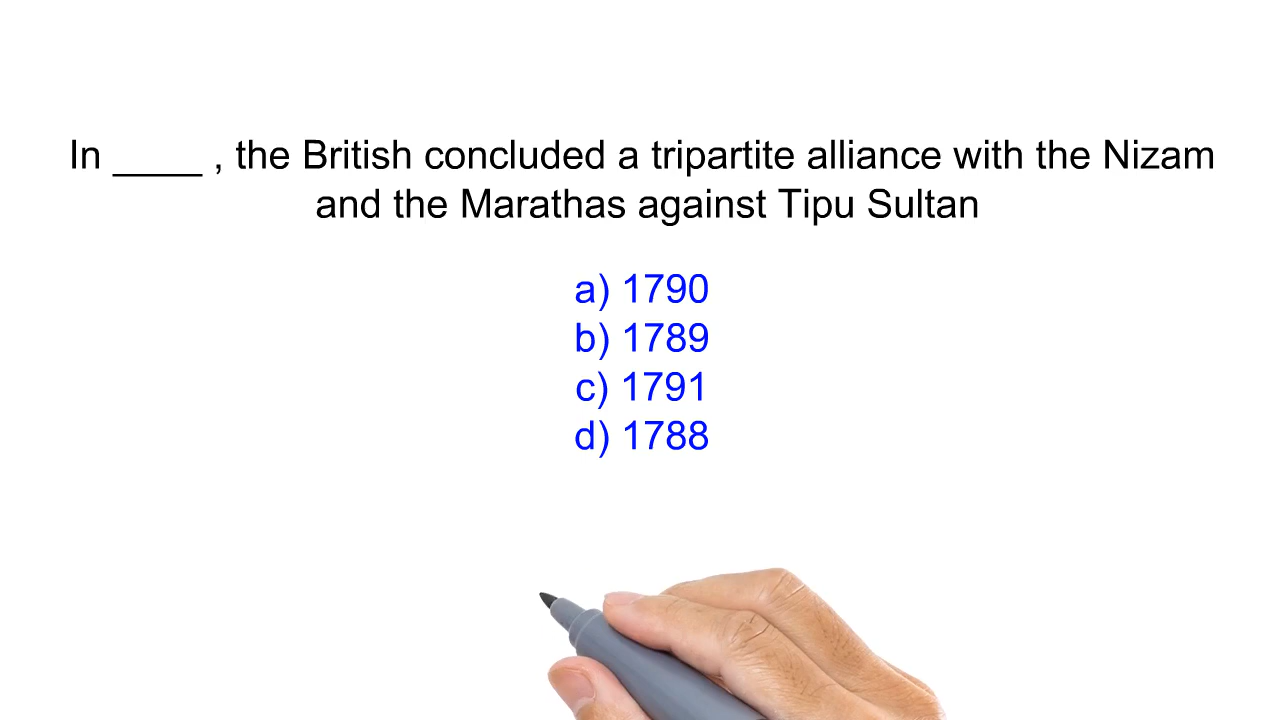 In ____ , the British concluded a tripartite alliance with the Nizam
and the Marathas against Tipu Sultan
a) 1790
b) 1789
c) 1791
d) 1788